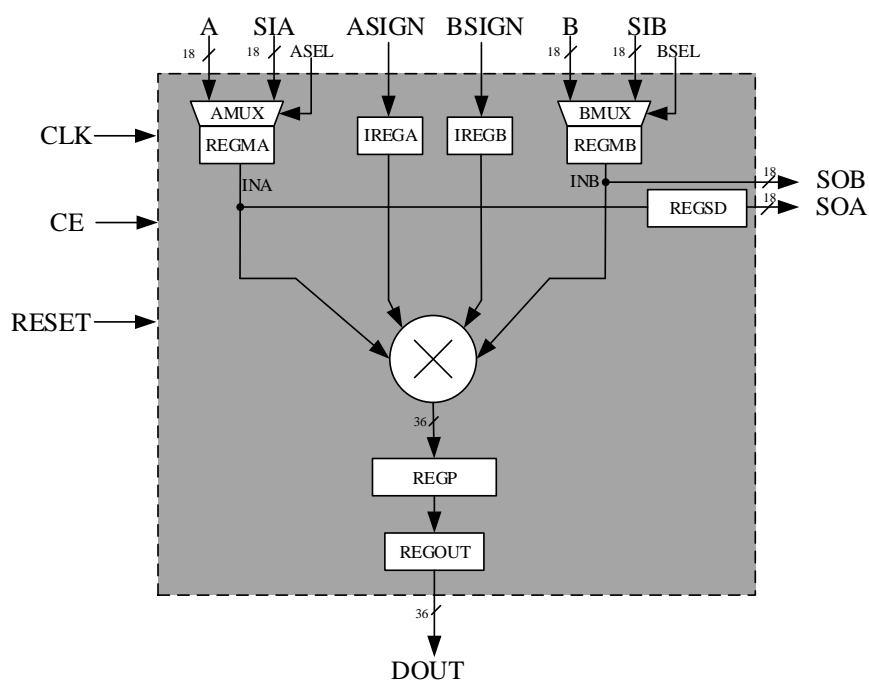 A SIA ASIGN BSIGN B SIB
18 18 ASEL 18 18 BSEL
AMUX BMUX
CLK REGMA IREGA IREGB REGMB
INA INB 18 SOB
REGSD 18 SOA
CE
RESET
36
REGP
REGOUT
36
DOUT